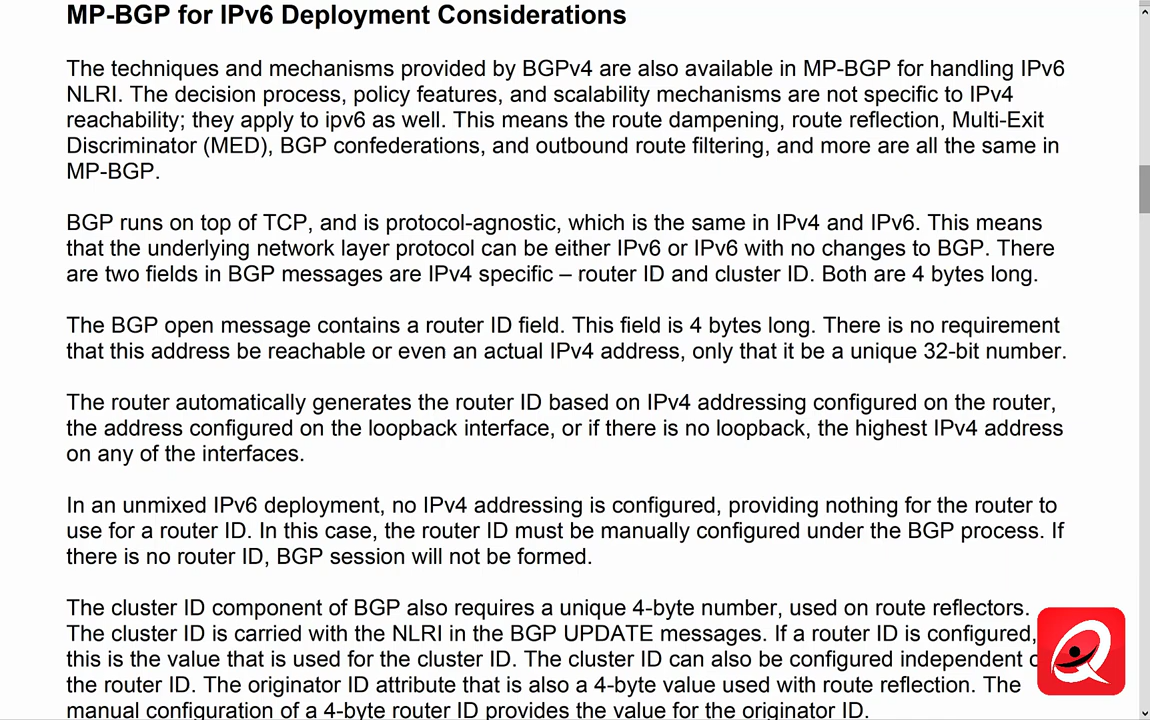 MP-BGP for IPv6 Deployment Considerations
The techniques and mechanisms provided by BGPv4 are also available in MP-BGP for handling IPv6
NLRI. The decision process, policy features, and scalability mechanisms are not specific to IPv4
reachability; they apply to ipv6 as well. This means the route dampening, route reflection, Multi-Exit
Discriminator (MED), BGP confederations, and outbound route filtering, and more are all the same in
MP-BGP.
BGP runs on top of TCP, and is protocol-agnostic, which is the same in IPv4 and IPv6. This means
that the underlying network layer protocol can be either IPv6 or IPv6 with no changes to BGP. There
are two fields in BGP messages are IPv4 specific – router ID and cluster ID. Both are 4 bytes long.
The BGP open message contains a router ID field. This field is 4 bytes long. There is no requirement
that this address be reachable or even an actual IPv4 address, only that it be a unique 32-bit number.
The router automatically generates the router ID based on IPv4 addressing configured on the router,
the address configured on the loopback interface, or if there is no loopback, the highest IPv4 address
on any of the interfaces.
In an unmixed IPv6 deployment, no IPv4 addressing is configured, providing nothing for the router to
use for a router ID. In this case, the router ID must be manually configured under the BGP process. If
there is no router ID, BGP session will not be formed.
The cluster ID component of BGP also requires a unique 4-byte number, used on route reflectors.
The cluster ID is carried with the NLRI in the BGP UPDATE messages. If a router ID is configured,
this is the value that is used for the cluster ID. The cluster ID can also be configured independent
the router ID. The originator ID attribute that is also a 4-byte value used with route reflection. The
manual configuration of a 4-byte router ID provides the value for the originator ID.